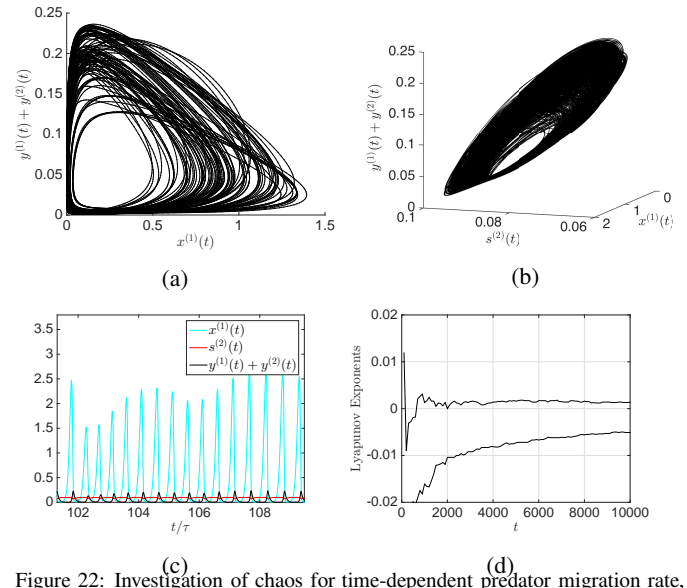 0.25
0.2
0.15
0.1
0.05
0
0 0.5 1 1.5
y^{(1)}(t) + y^{(2)}(t)
x^{(1)}(t)
(a)
0.25
0.2
0.15
0.1
0.05
0
0.1 0.08 0.06
2 1 0
y^{(1)}(t) + y^{(2)}(t)
s^{(2)}(t)
x^{(1)}(t)
(b)
3.5
3
2.5
2
1.5
1
0.5
0
102 104 106 108
t/τ
x^{(1)}(t)
s^{(2)}(t)
y^{(1)}(t) + y^{(2)}(t)
(c)
0.02
0.01
0
-0.01
-0.02
0 2000 4000 6000 8000 10000
Lyapunov Exponents
t
(d)
Figure 22: Investigation of chaos for time-dependent predator migration rate,